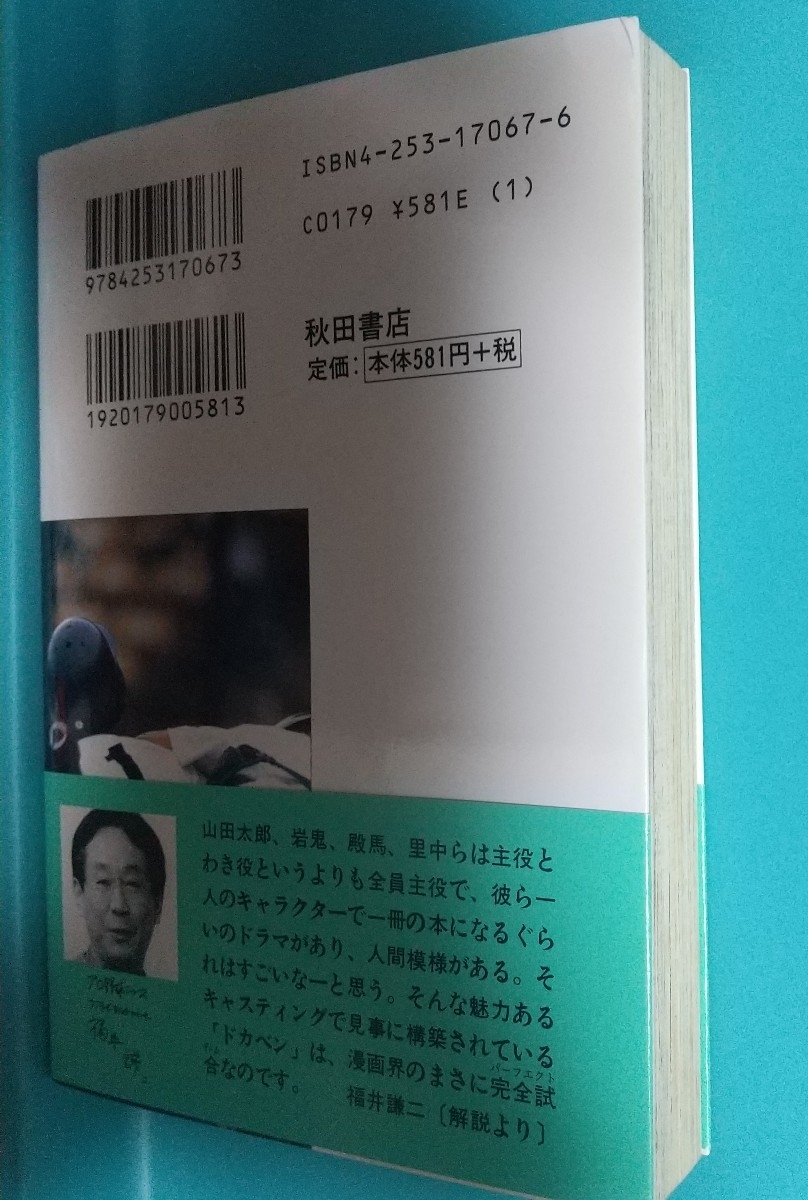 ISBN4-253-17067-6
C0179 ¥581E (1)
9784253170673
秋田書店
定価: 本体581円+税
1920179005813
山田太郎、岩鬼、殿馬、里中らは主役と
わき役というよりも全員主役で、彼ら一
人のキャラクターで一冊の本になるぐら
いのドラマがあり、人間模様がある。そ
れはすごいなーと思う。そんな魅力ある
キャスティングで見事に構築されている
パーフェクト
「ドカベン」は、漫画界のまさに完全試
合なのです。
福井謙二〔解説より〕